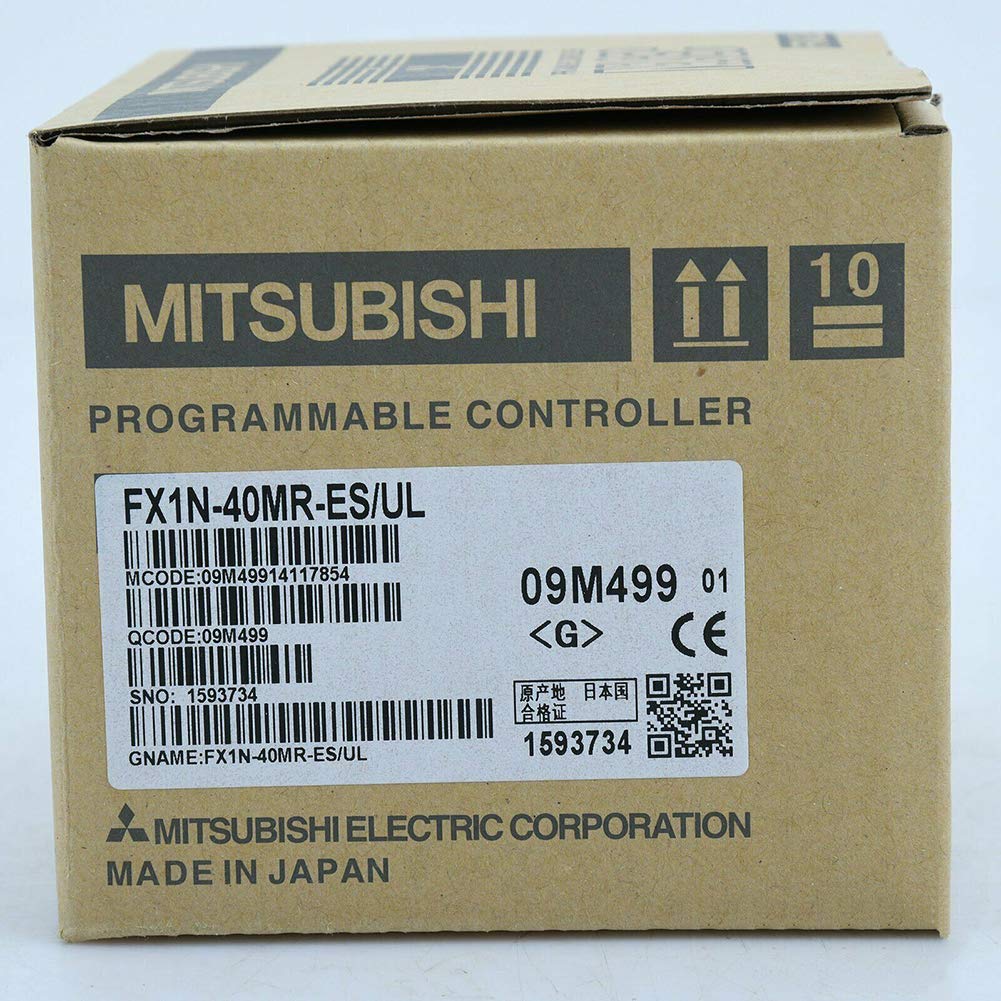 MITSUBISHI
10
PROGRAMMABLE CONTROLLER
FX1N-40MR-ES/UL
MCODE:09M49914117854
QCODE:09M499
SNO: 1593734
GNAME:FX1N-40MR-ES/UL
09M499 01
<G> CE
原产地 日本国
合格证
1593734
MITSUBISHI ELECTRIC CORPORATION
MADE IN JAPAN